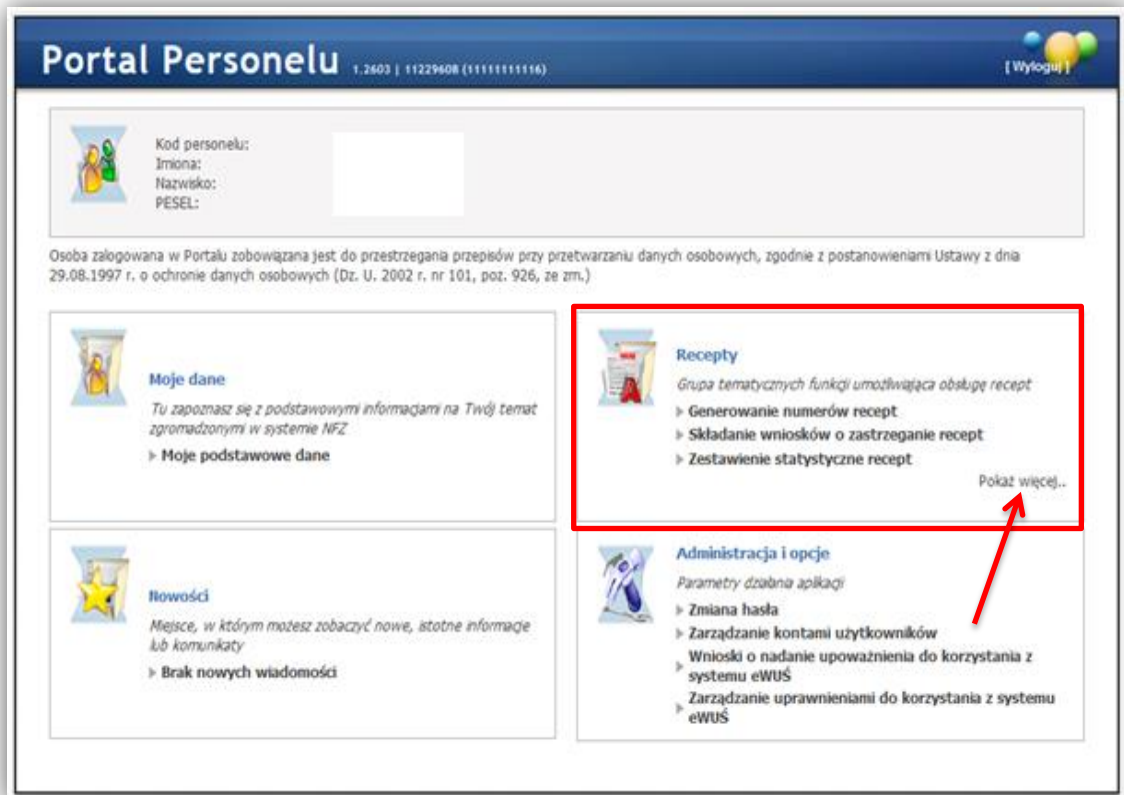 Portal Personelu 1.2603 | 11229608 (11111111116)
[ Wyloguj ]
Kod personelu:
Imiona:
Nazwisko:
PESEL:
Osoba zalogowana w Portalu zobowiązana jest do przestrzegania przepisów przy przetwarzaniu danych osobowych, zgodnie z postanowieniami Ustawy z dnia
29.08.1997 r. o ochronie danych osobowych (Dz. U. 2002 r. nr 101, poz. 926, ze zm.)
Moje dane
Tu zapoznasz się z podstawowymi informacjami na Twój temat
zgromadzonymi w systemie NFZ
Moje podstawowe dane
Recepty
Grupa tematycznych funkcji umożliwiająca obsługę recept
Generowanie numerów recept
Składanie wniosków o zastrzeganie recept
Zestawienie statystyczne recept
Pokaż więcej..
Nowości
Miejsce, w którym możesz zobaczyć nowe, istotne informacje
lub komunikaty
Brak nowych wiadomości
Administracja i opcje
Parametry działania aplikacji
Zmiana hasła
Zarządzanie kontami użytkowników
Wnioski o nadanie upoważnienia do korzystania z
systemu eWUŚ
Zarządzanie uprawnieniami do korzystania z systemu
eWUŚ